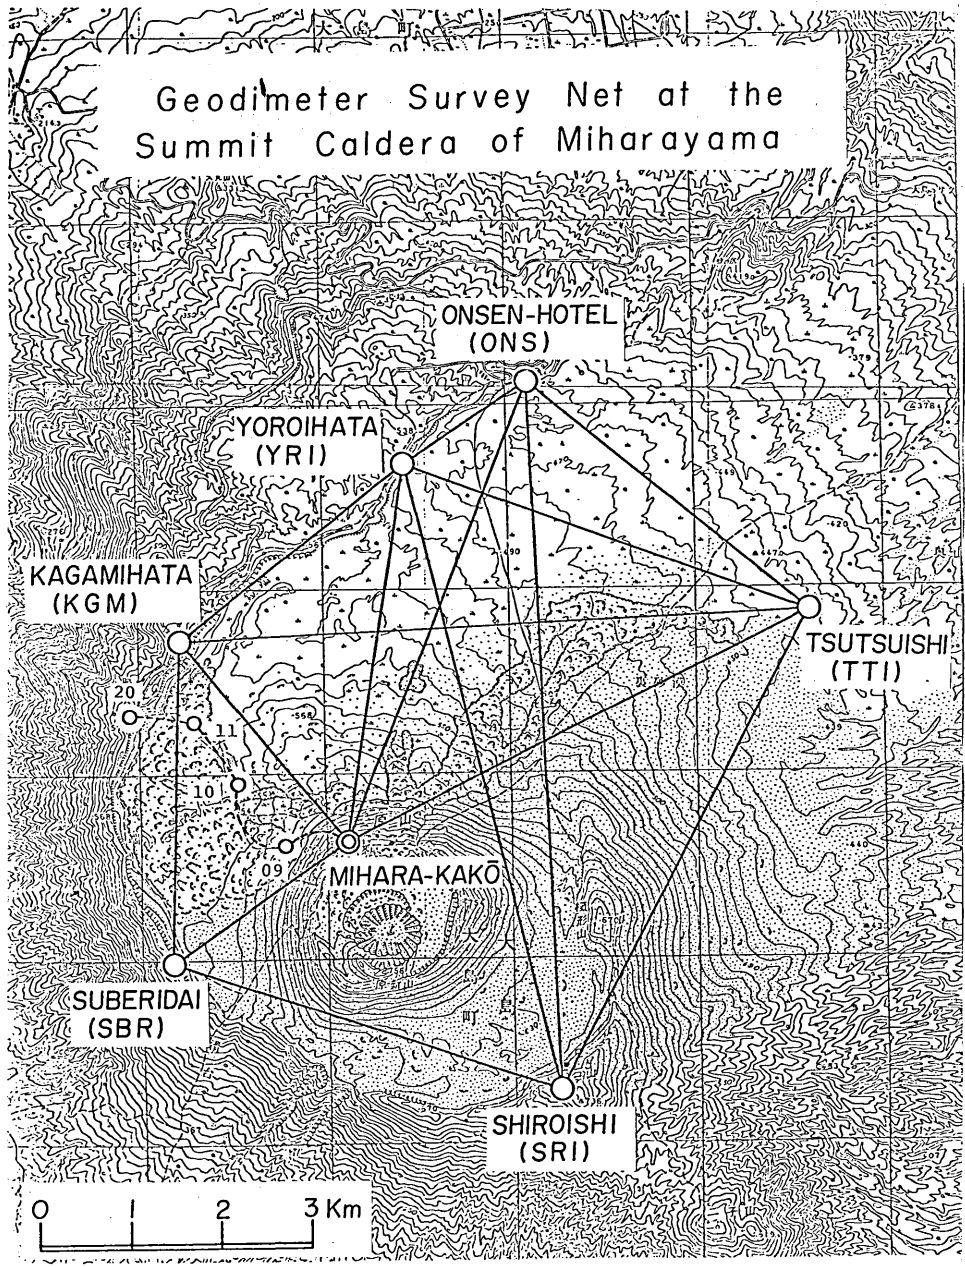 Geodimeter Survey Net at the
Summit Caldera of Miharayama
ONSEN-HOTEL
(ONS)
YOROIHATA
(YRI)
KAGAMIHATA
(KGM)
TSUTSUISHI
(TTI)
20
11
10
09
MIHARA-KAKŌ
SUBERIDAI
(SBR)
SHIROISHI
(SRI)
0 1 2 3 Km